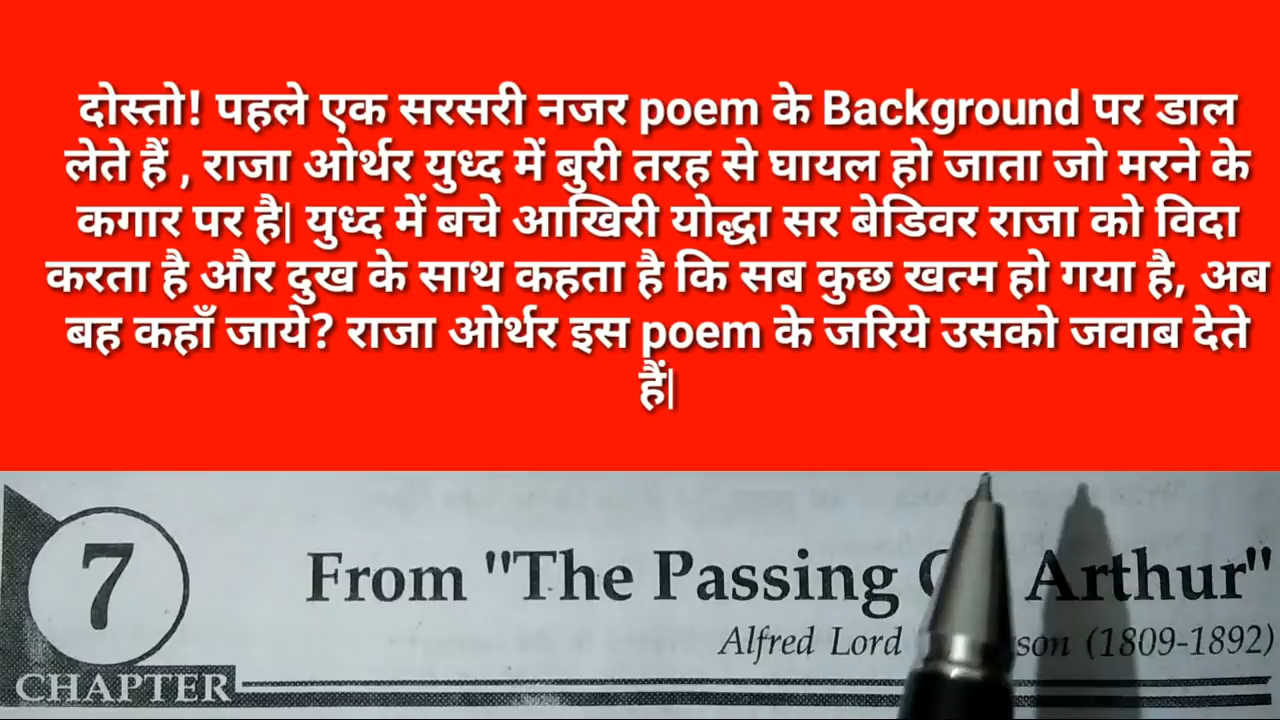 दोस्तो! पहले एक सरसरी नजर poem के Background पर डाल
लेते हैं , राजा ओर्थर युध्द में बुरी तरह से घायल हो जाता जो मरने के
कगार पर है| युध्द में बचे आखिरी योद्धा सर बेडिवर राजा को विदा
करता है और दुख के साथ कहता है कि सब कुछ खत्म हो गया है, अब
बह कहाँ जाये? राजा ओर्थर इस poem के जरिये उसको जवाब देते
हैं|
7
From "The Passing Arthur"
Alfred Lord (1809-1892)
CHAPTER